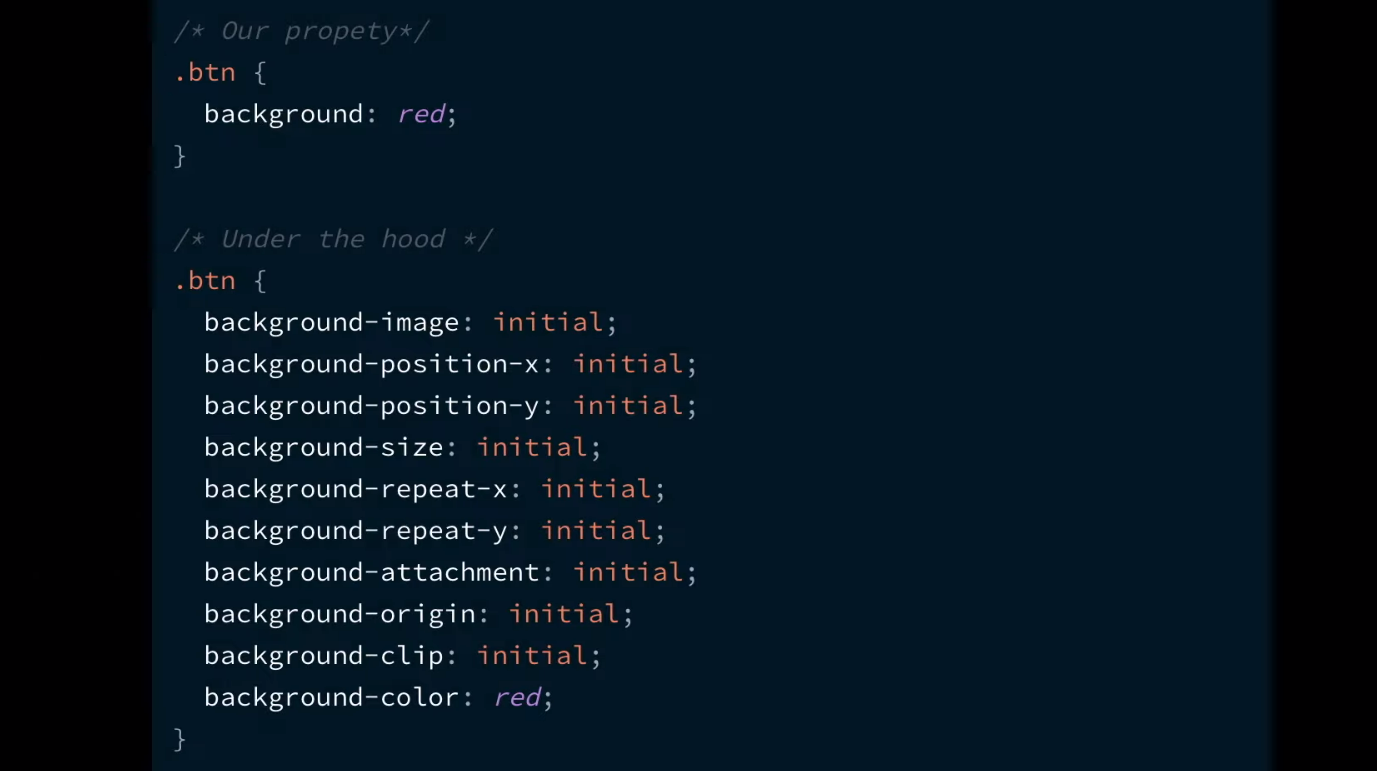 /* Our propety*/
.btn {
background: red;
}
/* Under the hood */
.btn {
background-image: initial;
background-position-x: initial;
background-position-y: initial;
background-size: initial;
background-repeat-x: initial;
background-repeat-y: initial;
background-attachment: initial;
background-origin: initial;
background-clip: initial;
background-color: red;
}